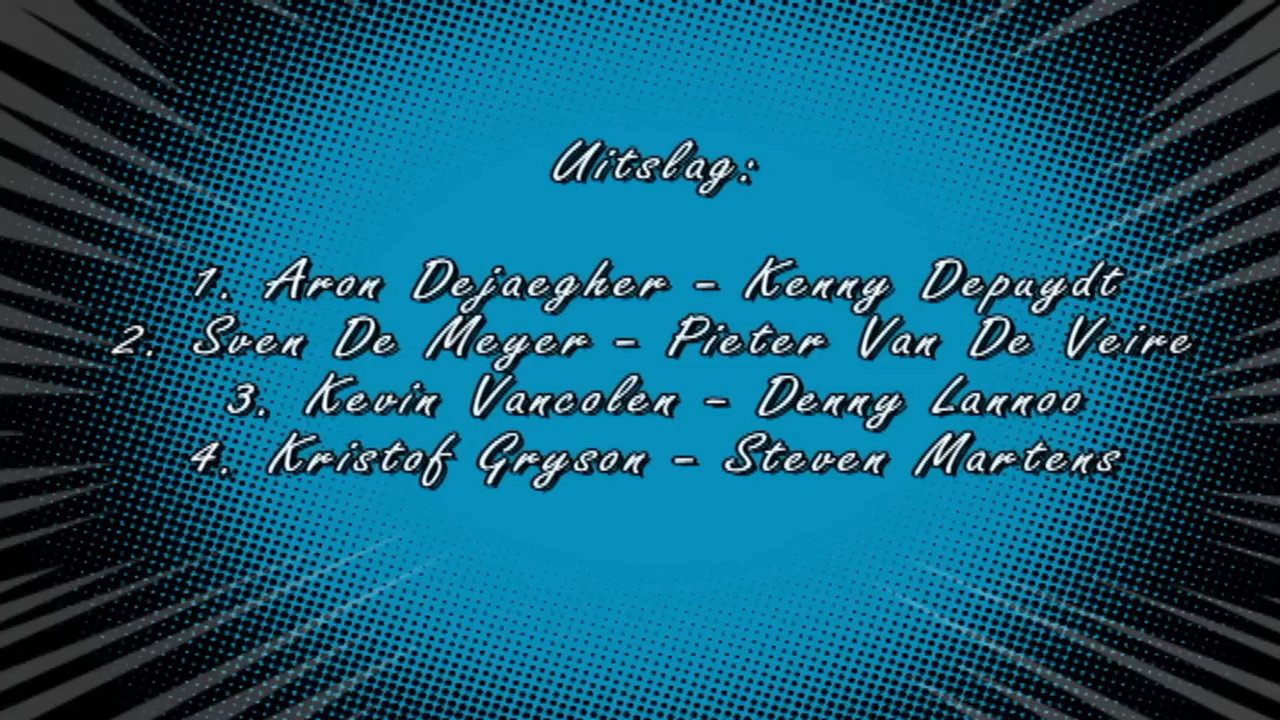 Uitslag:
1. Aron Dejaegher - Kenny Depuydt
2. Sven De Meyer - Pieter Van De Veire
3. Kevin Vancolen - Denny Lannoo
4. Kristof Gryson - Steven Martens